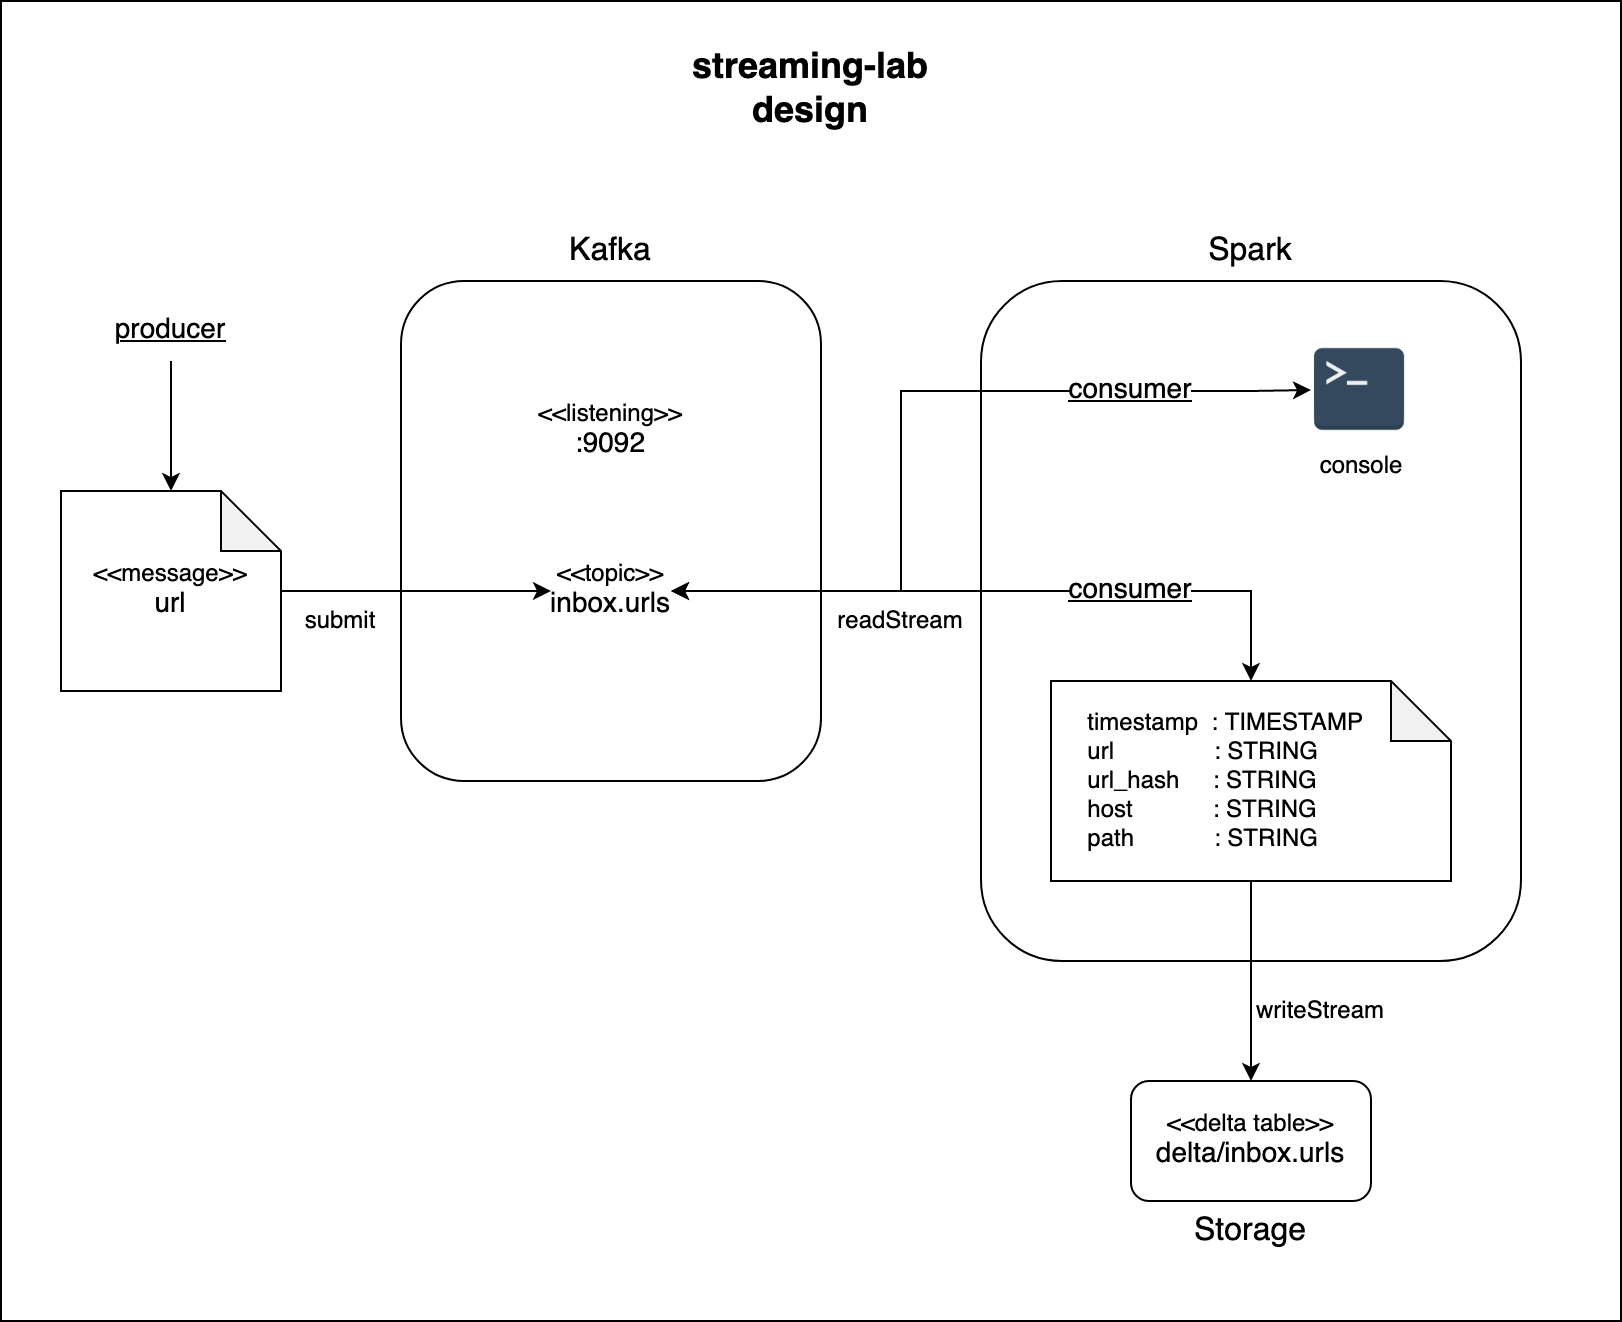 streaming-lab
design
Kafka
Spark
producer
<<listening>>
:9092
consumer
>_
console
<<message>>
url
submit
<<topic>>
inbox.urls
readStream
consumer
timestamp : TIMESTAMP
url : STRING
url_hash : STRING
host : STRING
path : STRING
writeStream
<<delta table>>
delta/inbox.urls
Storage